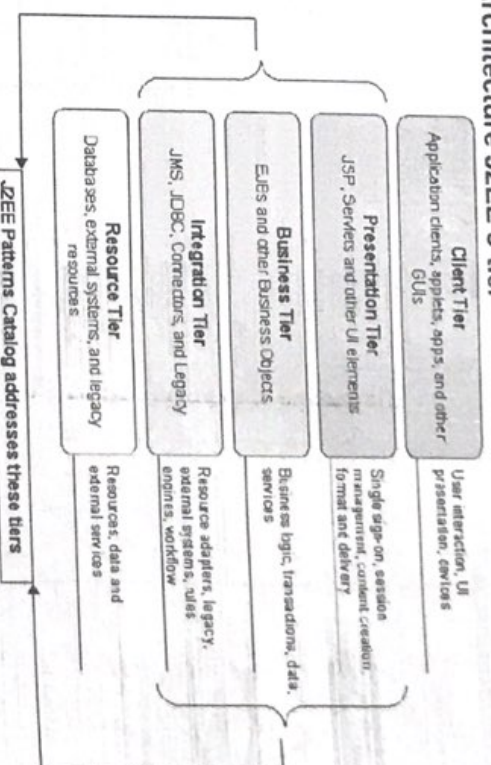 Architecture J2EE 5 tier
Client Tier
Application clients, applets, apps, and other
GUIs
User interaction, UI
presentation, devices
Presentation Tier
JSP, Servlets and other UI elements
Single sign-on, session
management, content creation,
format and delivery
Business Tier
EJBs and other Business Objects
Business logic, transactions, data,
services
Integration Tier
JMS, JDBC, Connectors, and Legacy
Resource adapters, legacy,
external systems, rules
engines, workflow
Resource Tier
Databases, external systems, and legacy
resources
Resources, data and
external services
J2EE Patterns Catalog addresses these tiers